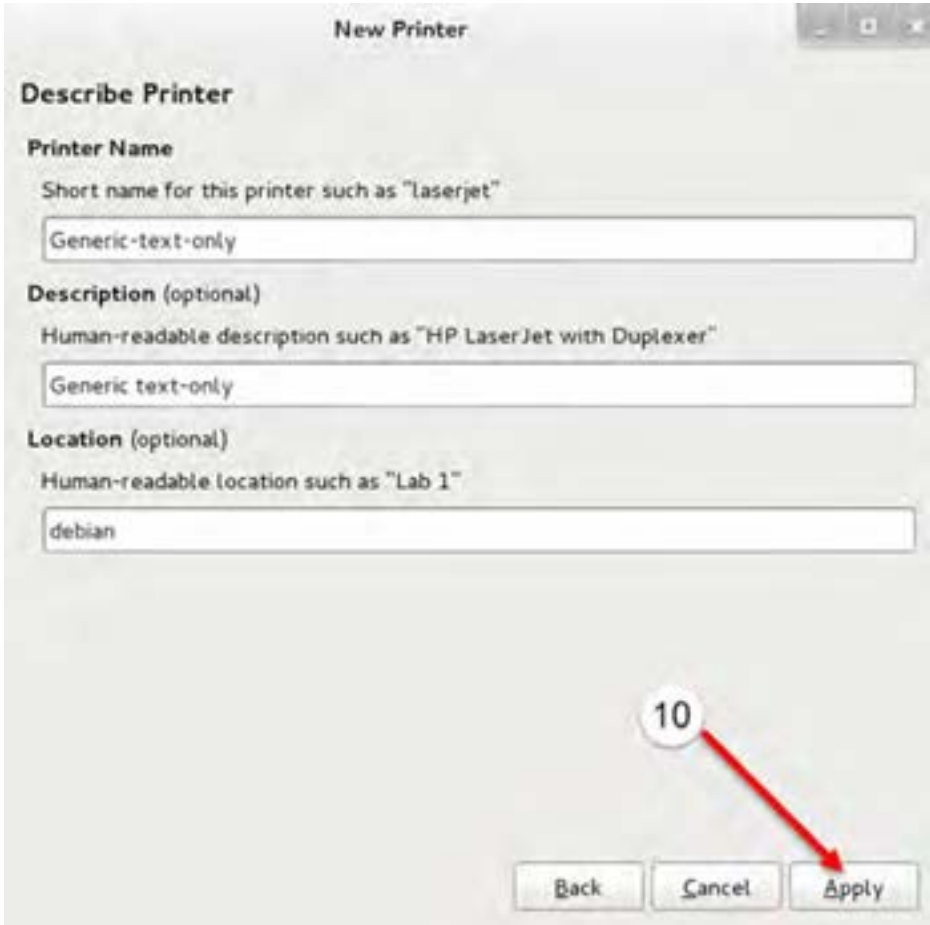 New Printer
Describe Printer
Printer Name
Short name for this printer such as "laserjet"
Generic-text-only
Description (optional)
Human-readable description such as "HP LaserJet with Duplexer"
Generic text-only
Location (optional)
Human-readable location such as "Lab 1"
debian
10
Back Cancel Apply